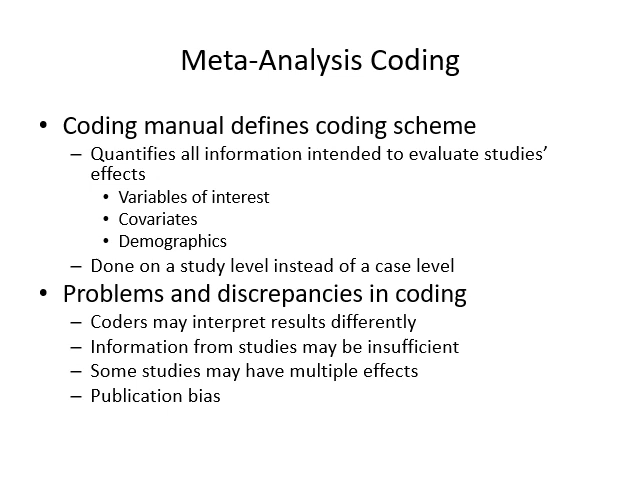 Meta-Analysis Coding
• Coding manual defines coding scheme
– Quantifies all information intended to evaluate studies’
effects
• Variables of interest
• Covariates
• Demographics
– Done on a study level instead of a case level
• Problems and discrepancies in coding
– Coders may interpret results differently
– Information from studies may be insufficient
– Some studies may have multiple effects
– Publication bias